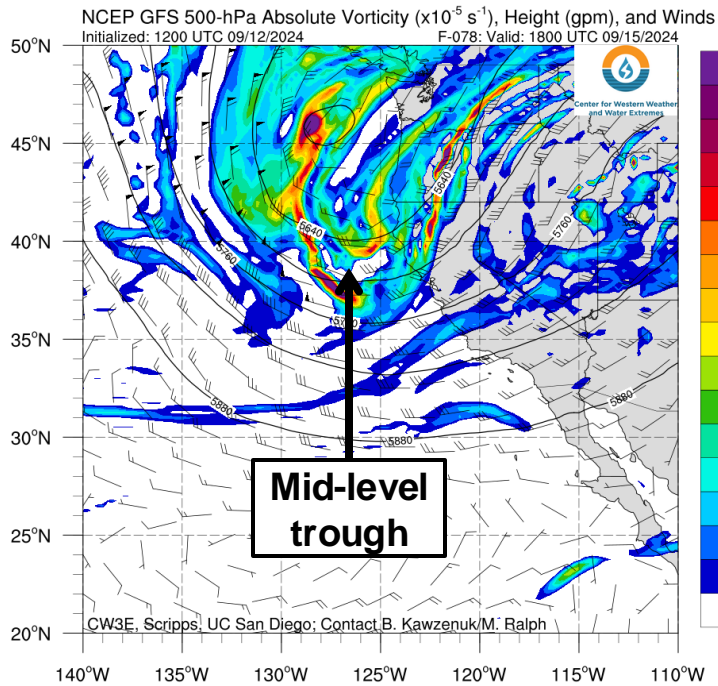 NCEP GFS 500-hPa Absolute Vorticity (x10⁻⁵ s⁻¹), Height (gpm), and Winds
Initialized: 1200 UTC 09/12/2024 F-078: Valid: 1800 UTC 09/15/2024
50°N
Center for Western Weather
and Water Extremes
45°N
5640
40°N
5640
5760
5760
35°N
5760
5880
5880
30°N
5880
Mid-level
trough
25°N
CW3E, Scripps, UC San Diego; Contact B. Kawzenuk/M. Ralph
20°N
140°W 135°W 130°W 125°W 120°W 115°W 110°W